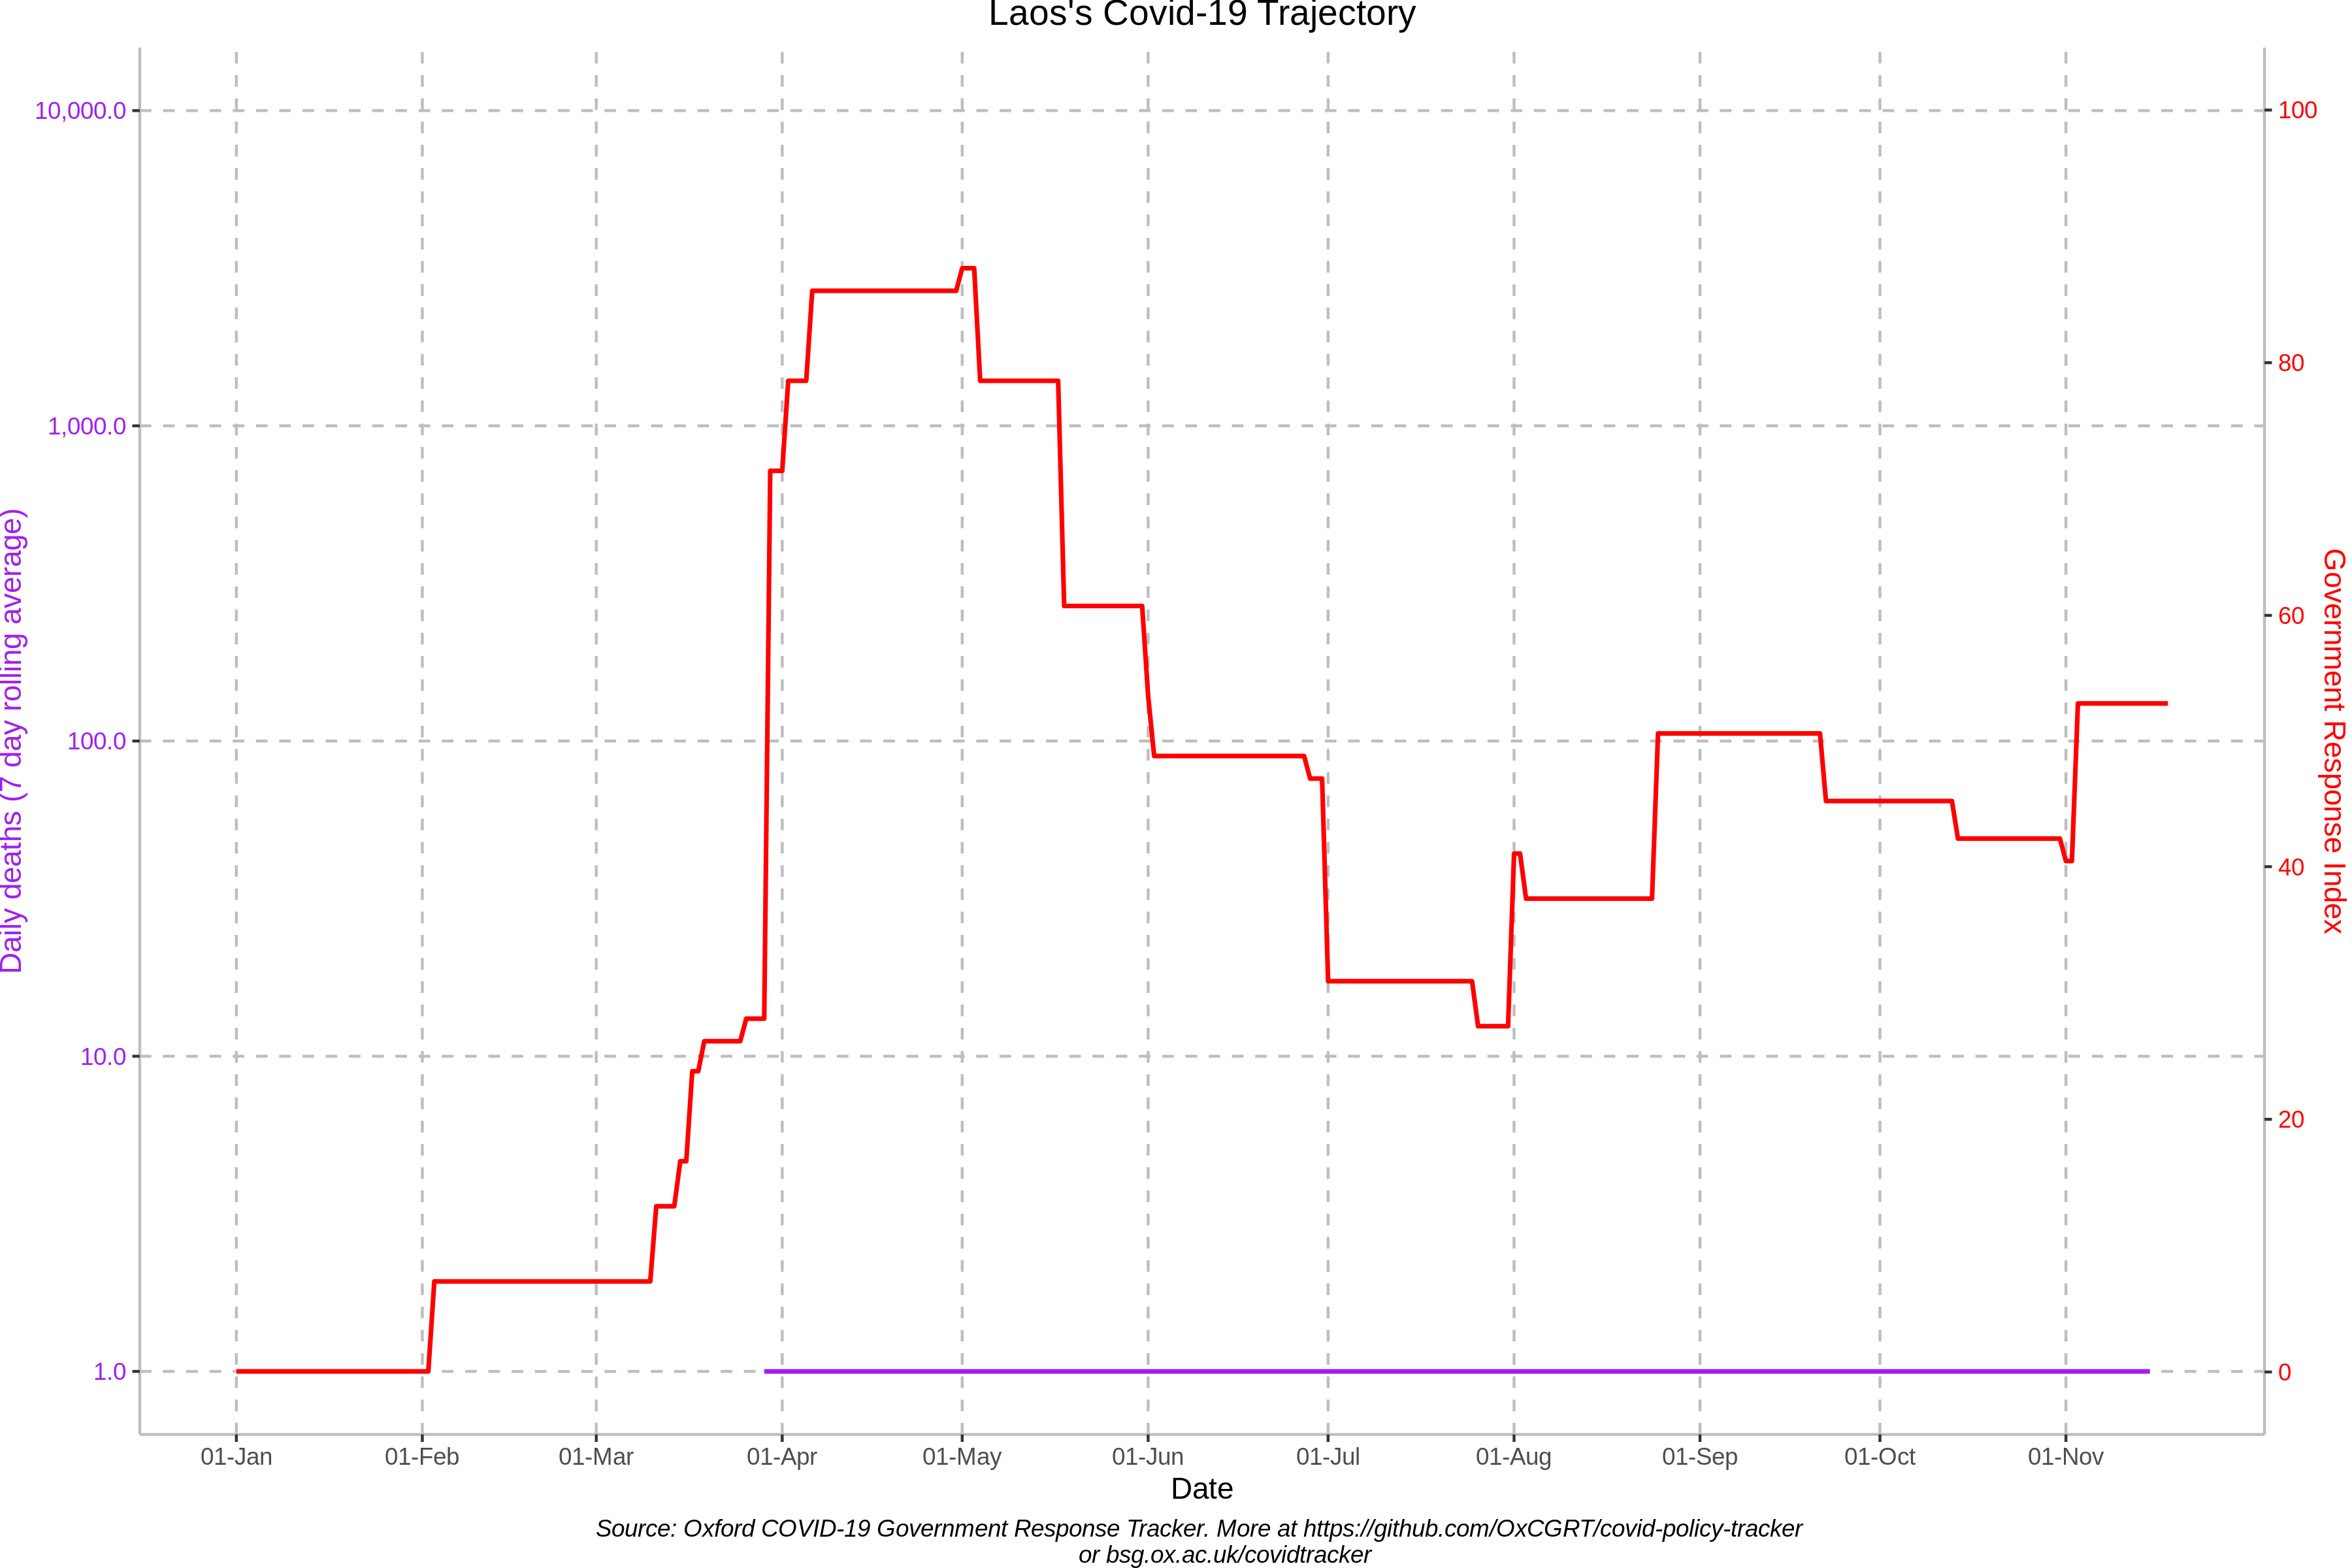 Laos's Covid-19 Trajectory
10,000.0
1,000.0
100.0
10.0
1.0
Daily deaths (7 day rolling average)
100
80
60
40
20
0
Government Response Index
01-Jan
01-Feb
01-Mar
01-Apr
01-May
01-Jun
01-Jul
01-Aug
01-Sep
01-Oct
01-Nov
Date
Source: Oxford COVID-19 Government Response Tracker. More at https://github.com/OxCGRT/covid-policy-tracker
or bsg.ox.ac.uk/covidtracker